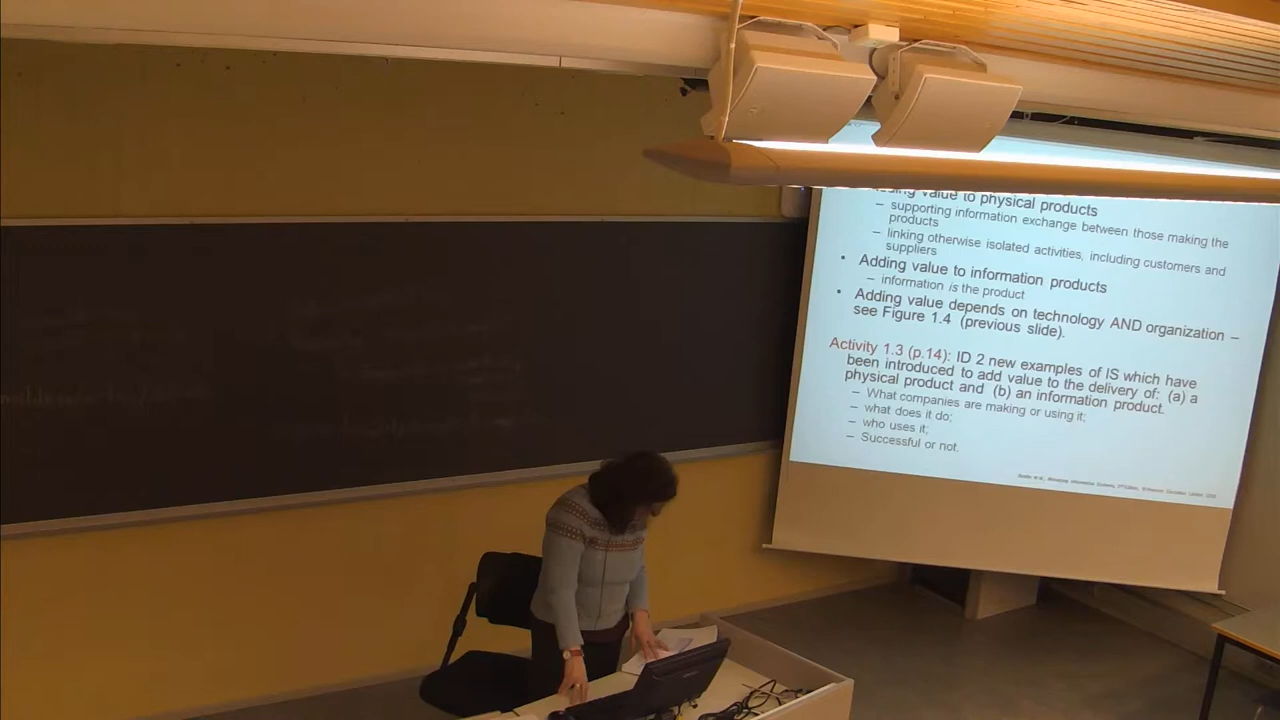 Adding value to physical products
– supporting information exchange between those making the
products
– linking otherwise isolated activities, including customers and
suppliers
• Adding value to information products
– information is the product
• Adding value depends on technology AND organization –
see Figure 1.4 (previous slide).
Activity 1.3 (p.14): ID 2 new examples of IS which have
been introduced to add value to the delivery of: (a) a
physical product and (b) an information product.
– What companies are making or using it;
– what does it do;
– who uses it;
– Successful or not.